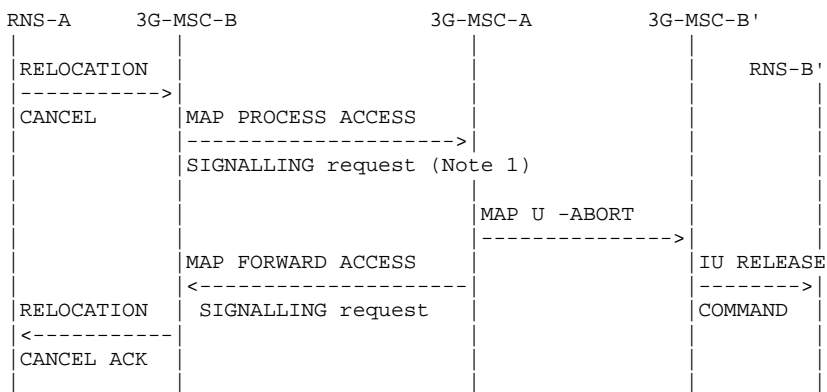 RNS-A 3G-MSC-B 3G-MSC-A 3G-MSC-B'
RELOCATION RNS-B'
CANCEL MAP PROCESS ACCESS
SIGNALLING request (Note 1)
MAP U -ABORT
MAP FORWARD ACCESS IU RELEASE
RELOCATION SIGNALLING request COMMAND
CANCEL ACK